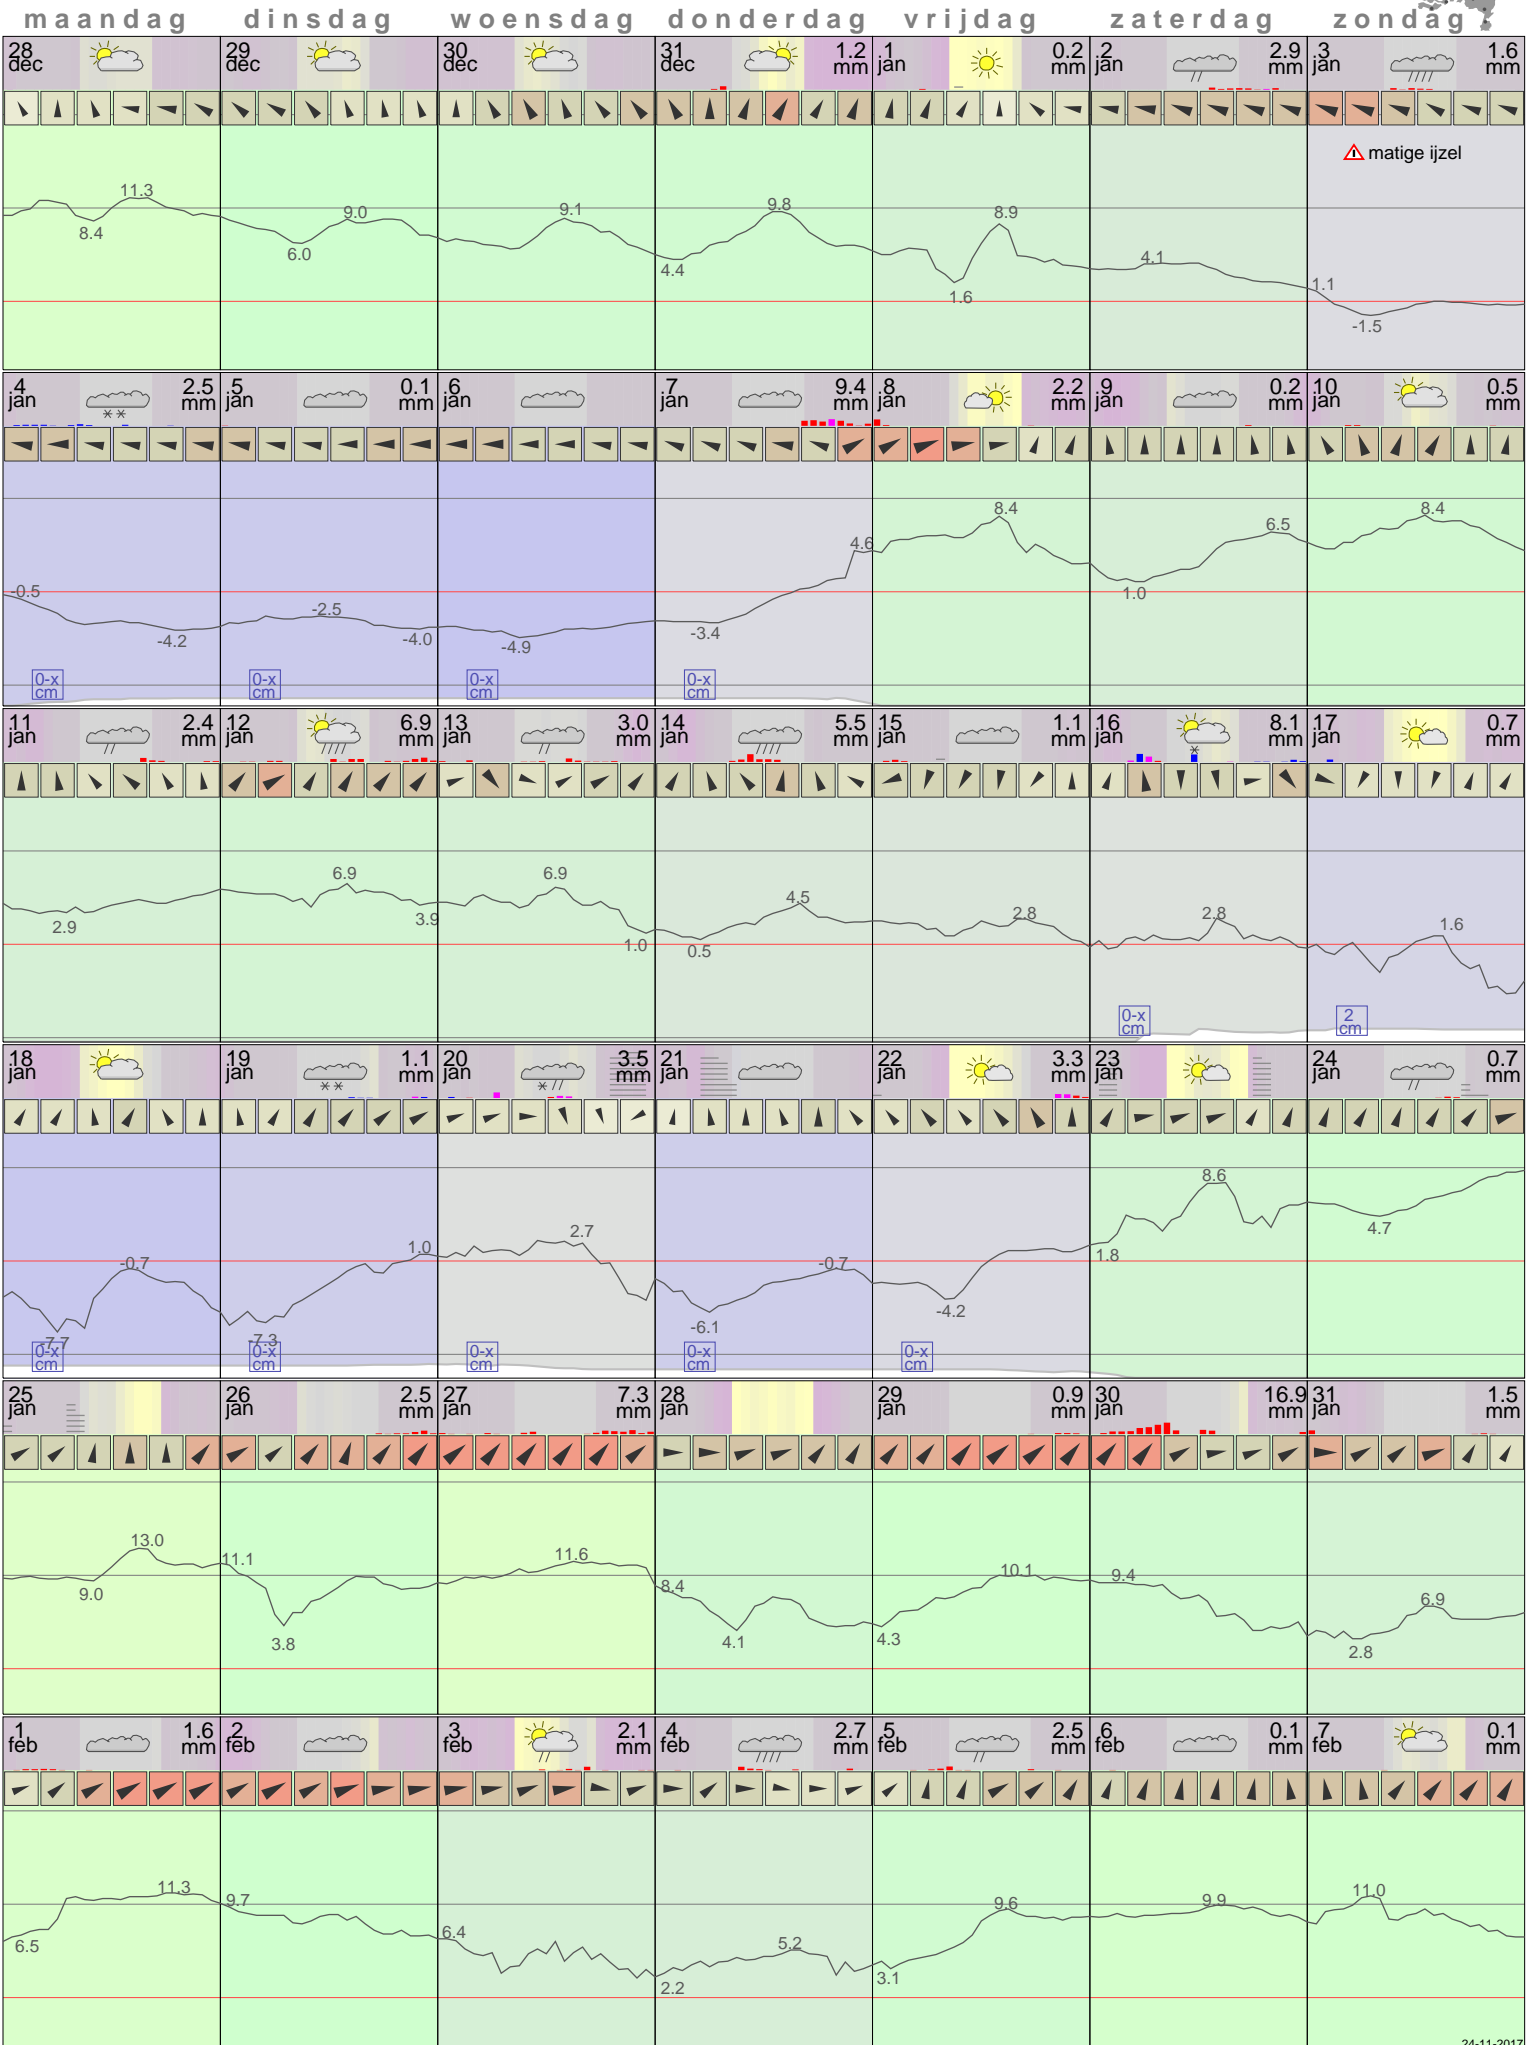 maandag dinsdag woensdag donderdag vrijdag zaterdag zondag
28 dec
29 dec
30 dec
31 dec 1.2 mm
1 jan 0.2 mm
2 jan 2.9 mm
3 jan 1.6 mm
matige ijzel
11.3 8.4
9.0 6.0
9.1
9.8 4.4
8.9 1.6
4.1
1.1 -1.5
4 jan 2.5 mm
5 jan 0.1 mm
6 jan
7 jan 9.4 mm
8 jan 2.2 mm
9 jan 0.2 mm
10 jan 0.5 mm
-0.5 -4.2
-2.5 -4.0
-4.9
-3.4 4.6
8.4
1.0 6.5
8.4
0-x cm
0-x cm
0-x cm
0-x cm
11 jan 2.4 mm
12 jan 6.9 mm
13 jan 3.0 mm
14 jan 5.5 mm
15 jan 1.1 mm
16 jan 8.1 mm
17 jan 0.7 mm
2.9
6.9 3.9
6.9 1.0
0.5 4.5
2.8
2.8
1.6
0-x cm
2 cm
18 jan
19 jan 1.1 mm
20 jan 3.5 mm
21 jan
22 jan 3.3 mm
23 jan
24 jan 0.7 mm
-7.7 -0.7
-7.3 1.0
2.7
-6.1 -0.7
-4.2
1.8 8.6
4.7
0-x cm
0-x cm
0-x cm
0-x cm
0-x cm
25 jan
26 jan 2.5 mm
27 jan 7.3 mm
28 jan
29 jan 0.9 mm
30 jan 16.9 mm
31 jan 1.5 mm
9.0 13.0
11.1 3.8
11.6
8.4 4.1
4.3 10.1
9.4
2.8 6.9
1 feb 1.6 mm
2 feb
3 feb 2.1 mm
4 feb 2.7 mm
5 feb 2.5 mm
6 feb 0.1 mm
7 feb 0.1 mm
6.5 11.3
9.7
6.4
2.2 5.2
3.1 9.6
9.9
11.0
24-11-2017